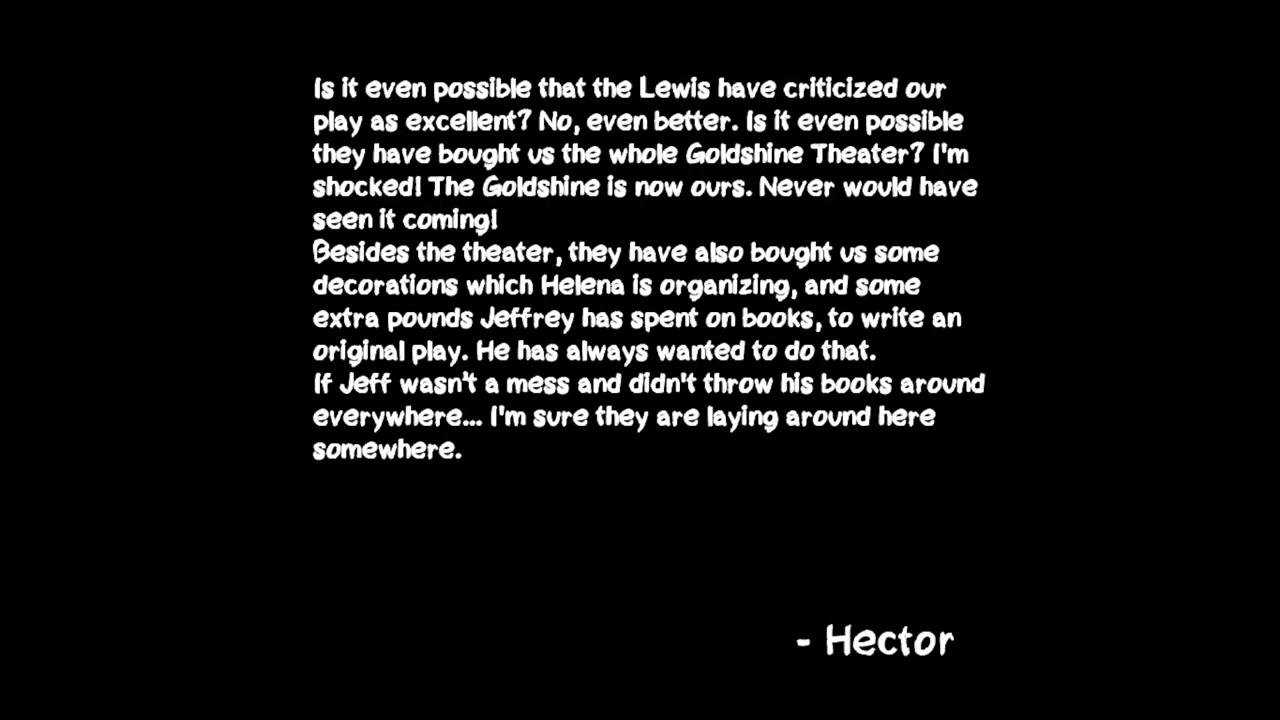 Is it even possible that the Lewis have criticized our
play as excellent? No, even better. Is it even possible
they have bought us the whole Goldshine Theater? I'm
shocked! The Goldshine is now ours. Never would have
seen it coming!
Besides the theater, they have also bought us some
decorations which Helena is organizing, and some
extra pounds Jeffrey has spent on books, to write an
original play. He has always wanted to do that.
If Jeff wasn't a mess and didn't throw his books around
everywhere... I'm sure they are laying around here
somewhere.
- Hector